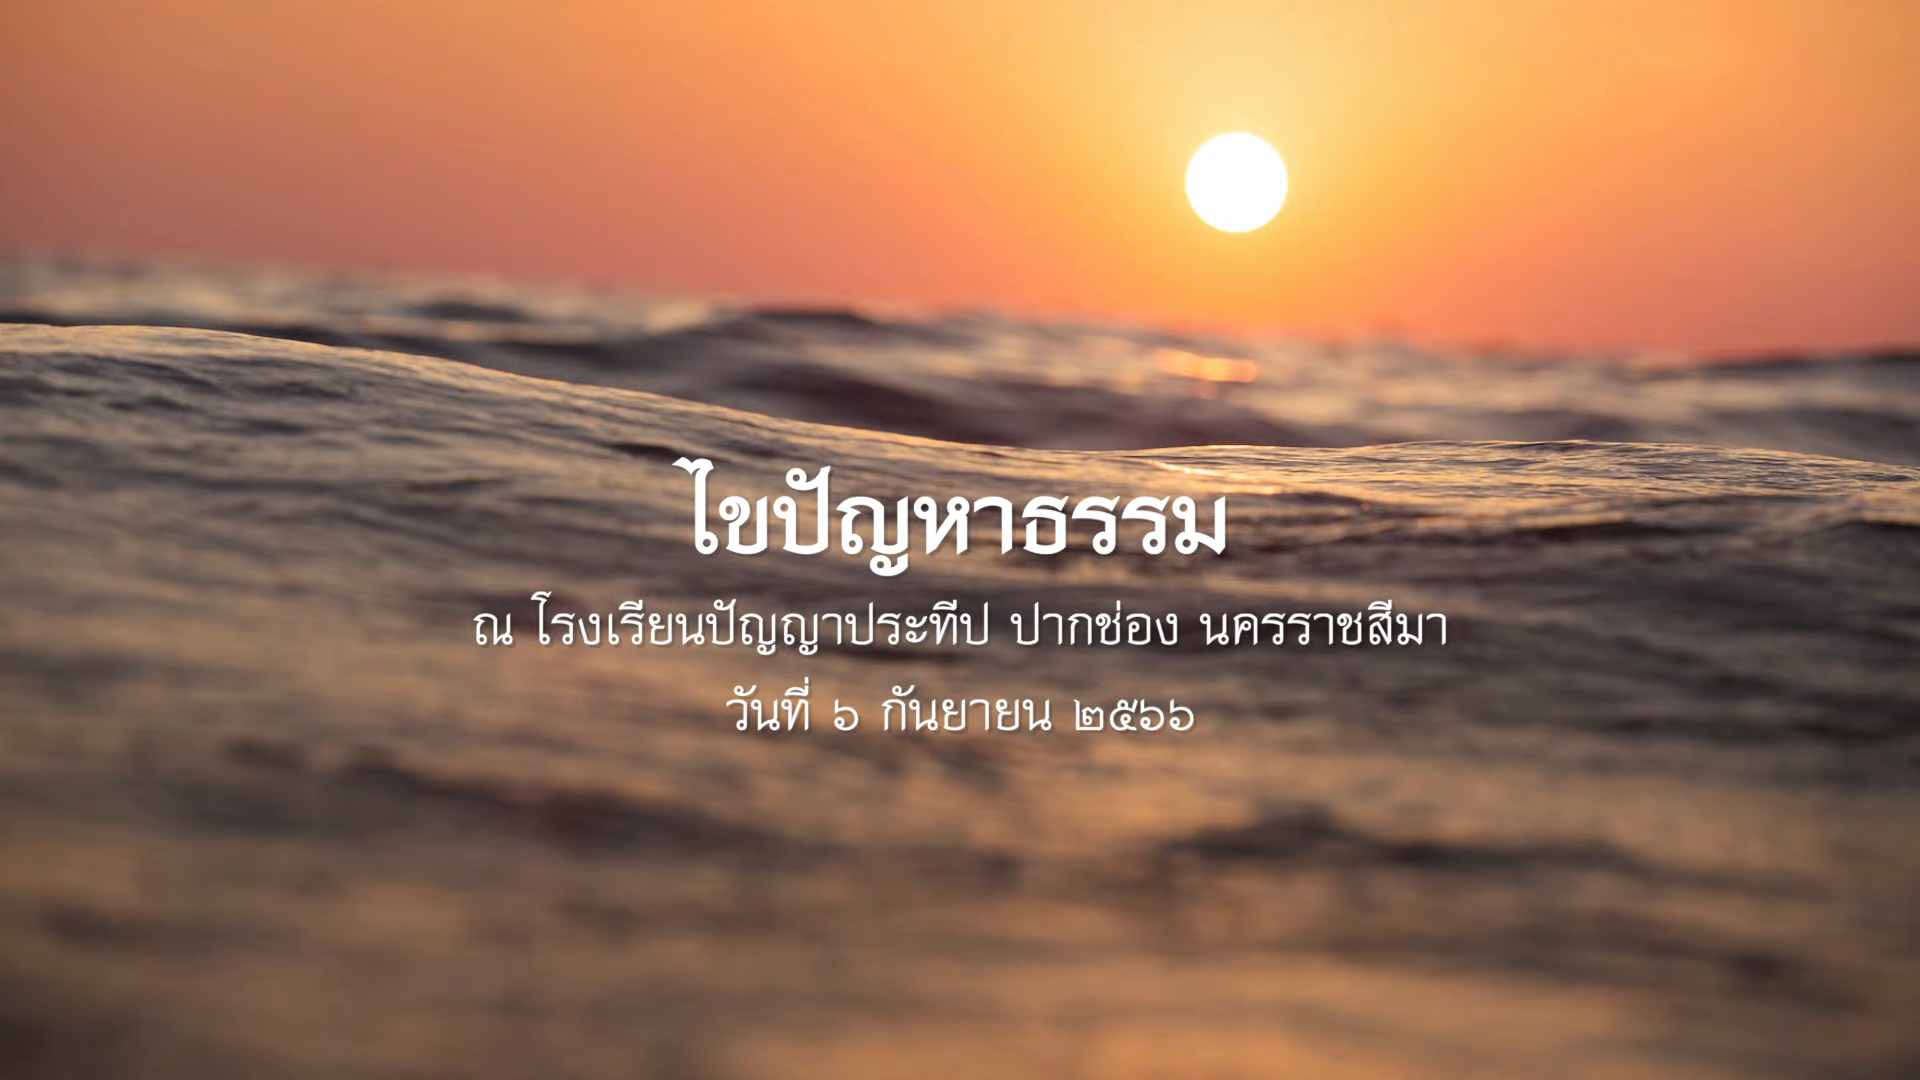 ไขปัญหาธรรม
ณ โรงเรียนปัญญาประทีป ปากช่อง นครราชสีมา
วันที่ ๖ กันยายน ๒๕๖๖